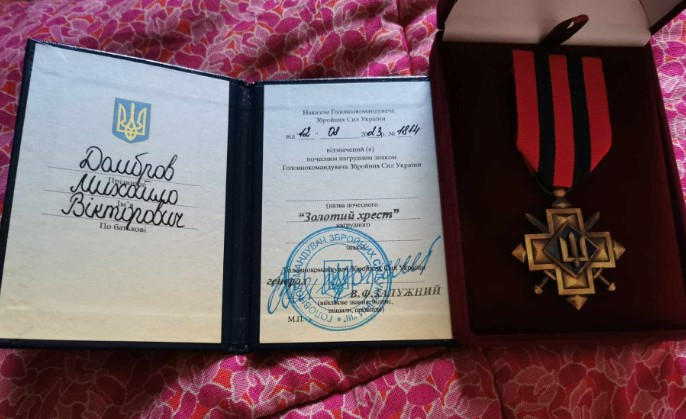 Домбров
Прізвище
Михайло
Ім'я
Вікторович
По батькові
Наказом Головнокомандувача
Збройних Сил України
від 12 - 01 2023р. № 1814
відзначений (а)
почесним нагрудним знаком
Головнокомандувача Збройних Сил України
(назва почесного
"Золотий хрест"
нагрудного
знака)
Головнокомандувач Збройних Сил України
генерал
В.Ф.ЗАЛУЖНИЙ
(військове звання, підпис,
ініціали, прізвище)
М.П.